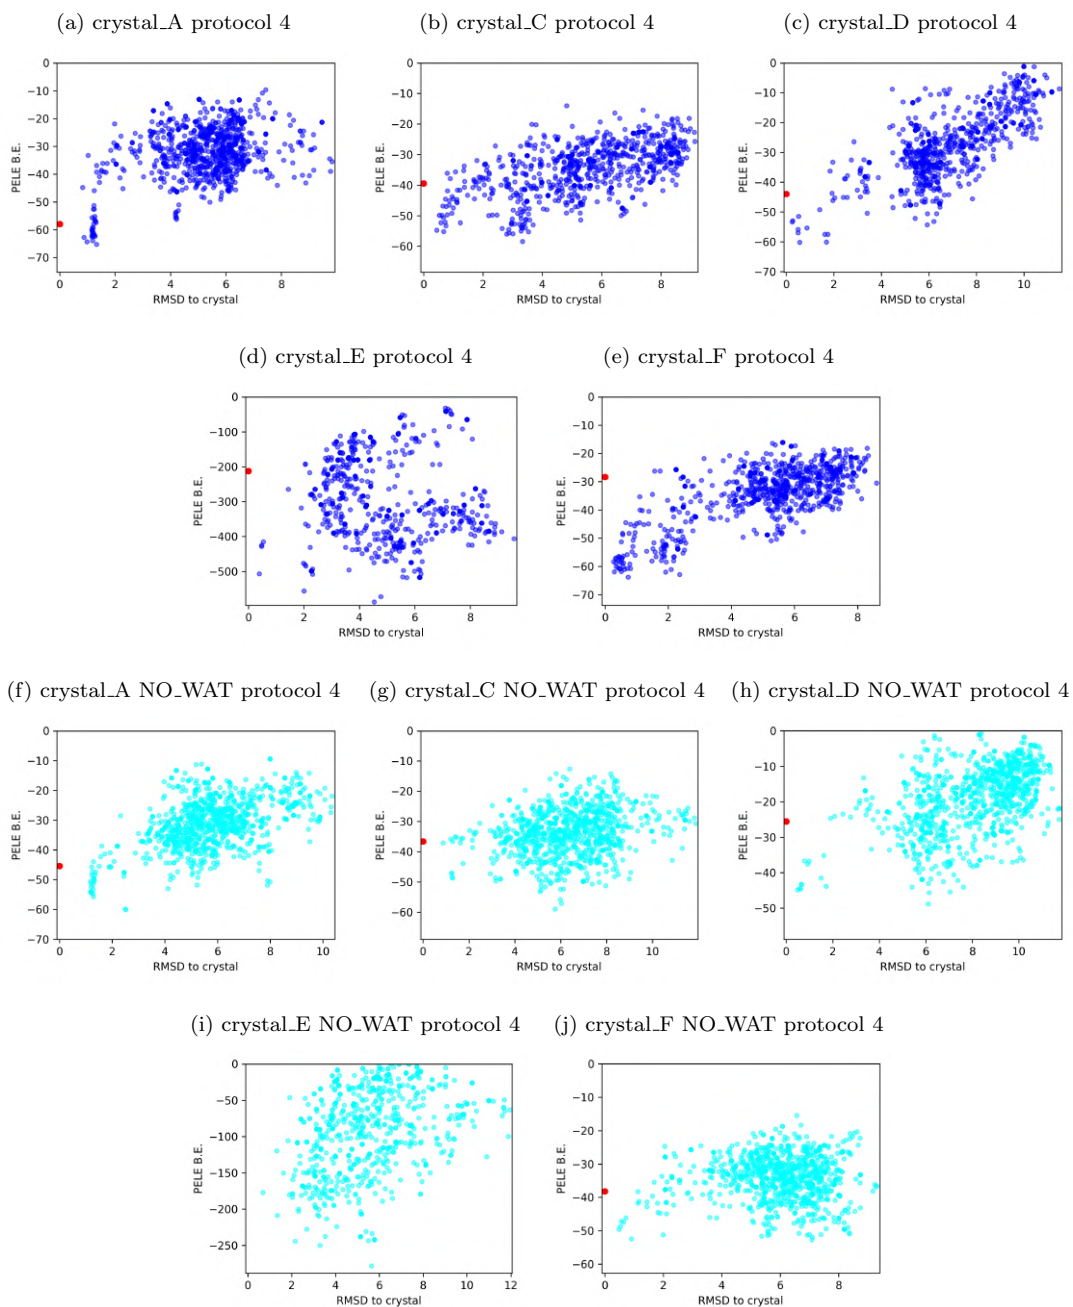 (a) crystal_A protocol 4 (b) crystal_C protocol 4 (c) crystal_D protocol 4
0 0 0
−10 −10 −10
−20 −20 −20
−30 −30 −30
−40 −40 −40
−50 −50 −50
−60 −60 −60
−70 −70
PELE B.E. PELE B.E. PELE B.E.
0 2 4 6 8 0 2 4 6 8 0 2 4 6 8 10
RMSD to crystal RMSD to crystal RMSD to crystal
(d) crystal_E protocol 4 (e) crystal_F protocol 4
0 0
−100 −10
−200 −20
−300 −30
−400 −40
−500 −50
−60
−70
PELE B.E. PELE B.E.
0 2 4 6 8 0 2 4 6 8
RMSD to crystal RMSD to crystal
(f) crystal_A NO_WAT protocol 4 (g) crystal_C NO_WAT protocol 4 (h) crystal_D NO_WAT protocol 4
0 0 0
−10 −10 −10
−20 −20 −20
−30 −30 −30
−40 −40 −40
−50 −50 −50
−60 −60
−70
PELE B.E. PELE B.E. PELE B.E.
0 2 4 6 8 10 0 2 4 6 8 10 0 2 4 6 8 10
RMSD to crystal RMSD to crystal RMSD to crystal
(i) crystal_E NO_WAT protocol 4 (j) crystal_F NO_WAT protocol 4
0 0
−50 −10
−100 −20
−150 −30
−200 −40
−250 −50
−60
PELE B.E. PELE B.E.
0 2 4 6 8 10 12 0 2 4 6 8
RMSD to crystal RMSD to crystal